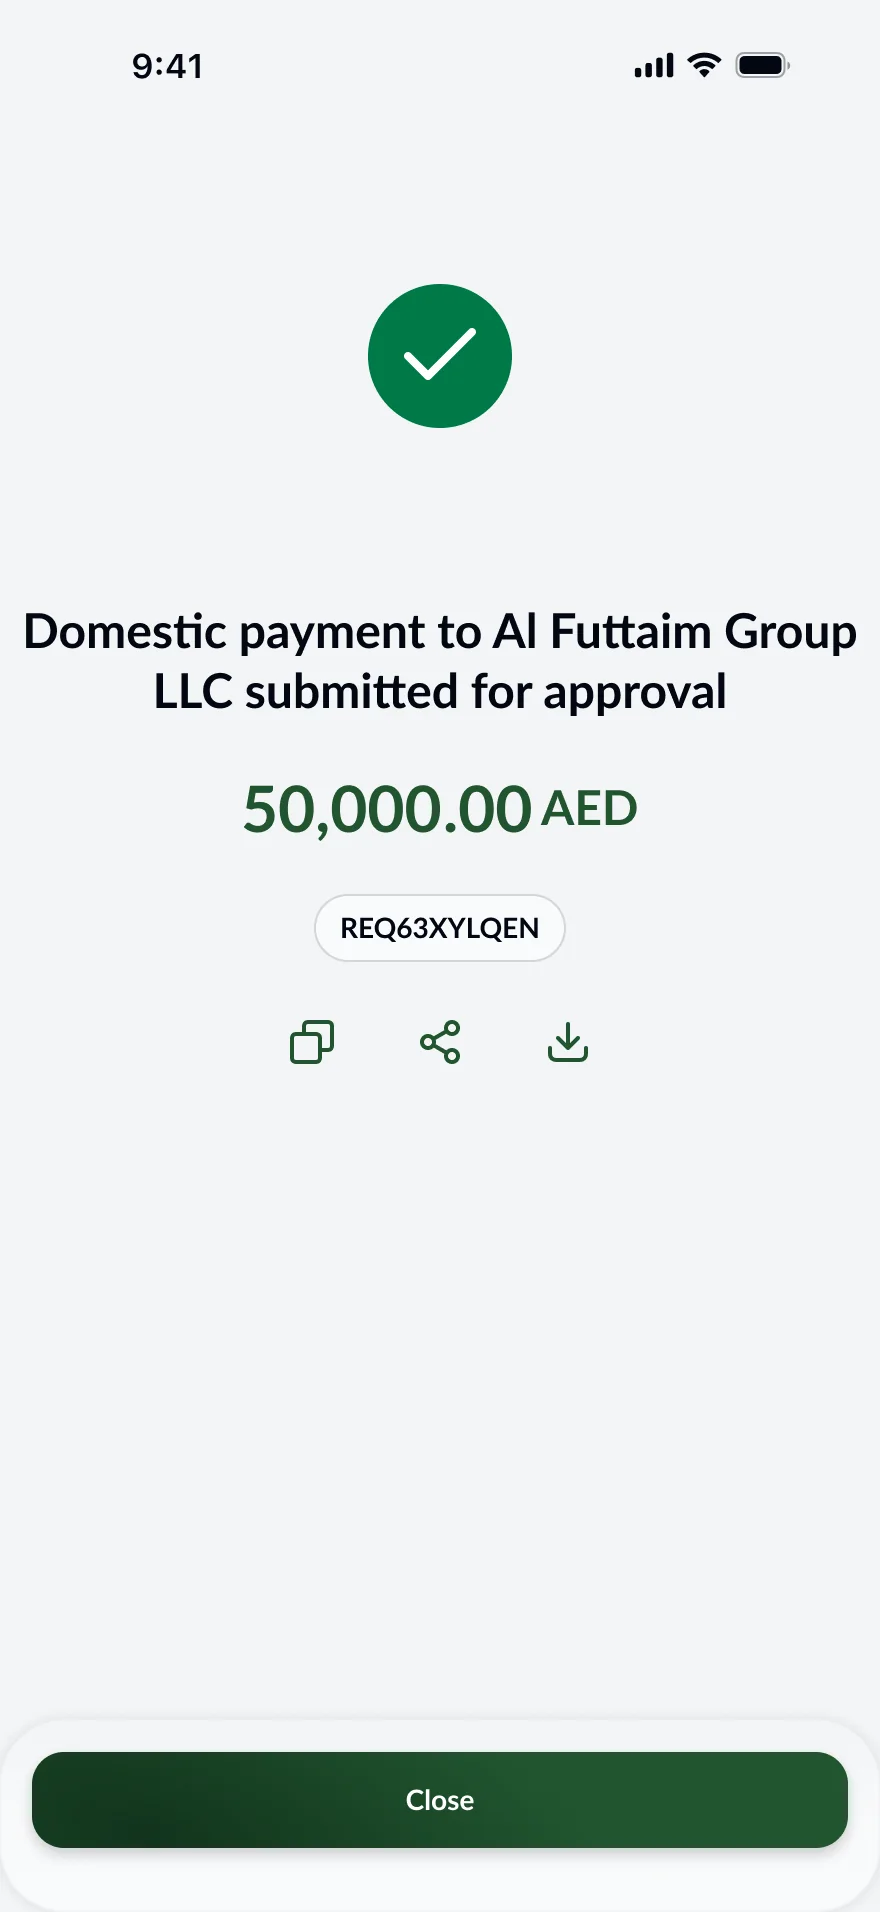 9:41
Domestic payment to Al Futtaim Group
LLC submitted for approval
50,000.00 AED
REQ63XYLQEN
Close